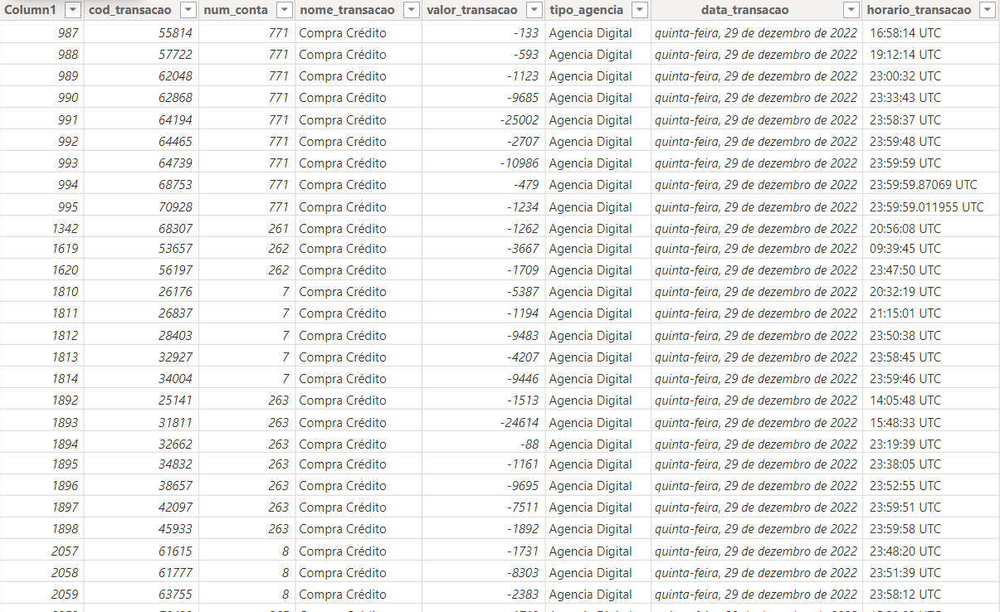 Column1 cod_transacao num_conta nome_transacao valor_transacao tipo_agencia data_transacao horario_transacao
987 55814 771 Compra Crédito -133 Agencia Digital quinta-feira, 29 de dezembro de 2022 16:58:14 UTC
988 57722 771 Compra Crédito -593 Agencia Digital quinta-feira, 29 de dezembro de 2022 19:12:14 UTC
989 62048 771 Compra Crédito -1123 Agencia Digital quinta-feira, 29 de dezembro de 2022 23:00:32 UTC
990 62868 771 Compra Crédito -9685 Agencia Digital quinta-feira, 29 de dezembro de 2022 23:33:43 UTC
991 64194 771 Compra Crédito -25002 Agencia Digital quinta-feira, 29 de dezembro de 2022 23:58:37 UTC
992 64465 771 Compra Crédito -2707 Agencia Digital quinta-feira, 29 de dezembro de 2022 23:59:48 UTC
993 64739 771 Compra Crédito -10986 Agencia Digital quinta-feira, 29 de dezembro de 2022 23:59:59 UTC
994 68753 771 Compra Crédito -479 Agencia Digital quinta-feira, 29 de dezembro de 2022 23:59:59.87069 UTC
995 70928 771 Compra Crédito -1234 Agencia Digital quinta-feira, 29 de dezembro de 2022 23:59:59.011955 UTC
1342 68307 261 Compra Crédito -1262 Agencia Digital quinta-feira, 29 de dezembro de 2022 20:56:08 UTC
1619 53657 262 Compra Crédito -3667 Agencia Digital quinta-feira, 29 de dezembro de 2022 09:39:45 UTC
1620 56197 262 Compra Crédito -1709 Agencia Digital quinta-feira, 29 de dezembro de 2022 23:47:50 UTC
1810 26176 7 Compra Crédito -5387 Agencia Digital quinta-feira, 29 de dezembro de 2022 20:32:19 UTC
1811 26837 7 Compra Crédito -1194 Agencia Digital quinta-feira, 29 de dezembro de 2022 21:15:01 UTC
1812 28403 7 Compra Crédito -9483 Agencia Digital quinta-feira, 29 de dezembro de 2022 23:50:38 UTC
1813 32927 7 Compra Crédito -4207 Agencia Digital quinta-feira, 29 de dezembro de 2022 23:58:45 UTC
1814 34004 7 Compra Crédito -9446 Agencia Digital quinta-feira, 29 de dezembro de 2022 23:59:46 UTC
1892 25141 263 Compra Crédito -1513 Agencia Digital quinta-feira, 29 de dezembro de 2022 14:05:48 UTC
1893 31811 263 Compra Crédito -24614 Agencia Digital quinta-feira, 29 de dezembro de 2022 15:48:33 UTC
1894 32662 263 Compra Crédito -88 Agencia Digital quinta-feira, 29 de dezembro de 2022 23:19:39 UTC
1895 34832 263 Compra Crédito -1161 Agencia Digital quinta-feira, 29 de dezembro de 2022 23:38:05 UTC
1896 38657 263 Compra Crédito -9695 Agencia Digital quinta-feira, 29 de dezembro de 2022 23:52:55 UTC
1897 42097 263 Compra Crédito -7511 Agencia Digital quinta-feira, 29 de dezembro de 2022 23:59:51 UTC
1898 45933 263 Compra Crédito -1892 Agencia Digital quinta-feira, 29 de dezembro de 2022 23:59:58 UTC
2057 61615 8 Compra Crédito -1731 Agencia Digital quinta-feira, 29 de dezembro de 2022 23:48:20 UTC
2058 61777 8 Compra Crédito -8303 Agencia Digital quinta-feira, 29 de dezembro de 2022 23:51:39 UTC
2059 63755 8 Compra Crédito -2383 Agencia Digital quinta-feira, 29 de dezembro de 2022 23:58:12 UTC